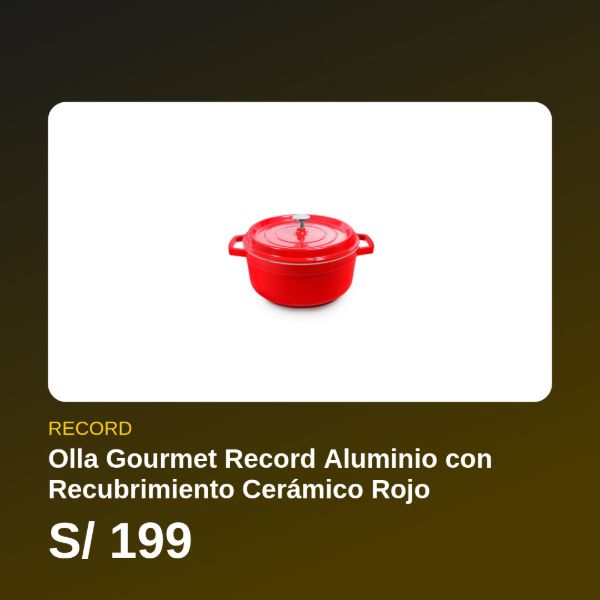 RECORD
Olla Gourmet Record Aluminio con
Recubrimiento Cerámico Rojo
S/ 199